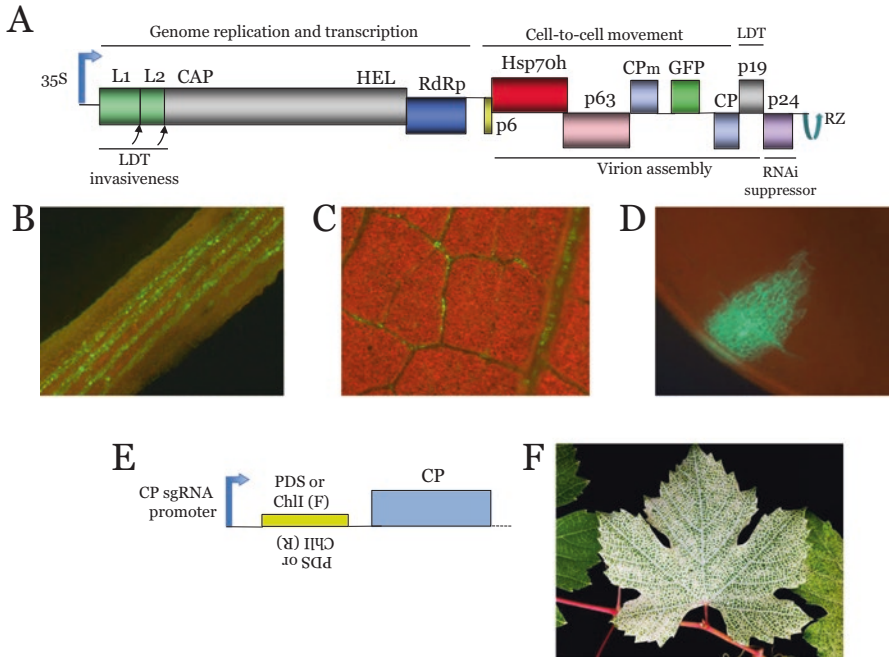 A
Genome replication and transcription
Cell-to-cell movement
LDT
35S
L1 L2 CAP HEL RdRp
p6
Hsp70h
p63
CPm
GFP
CP
p19
p24
RZ
LDT
invasiveness
Virion assembly
RNAi
suppressor
B
C
D
E
CP sgRNA
promoter
PDS or
ChlI (F)
PDS or
ChlI (R)
CP
F